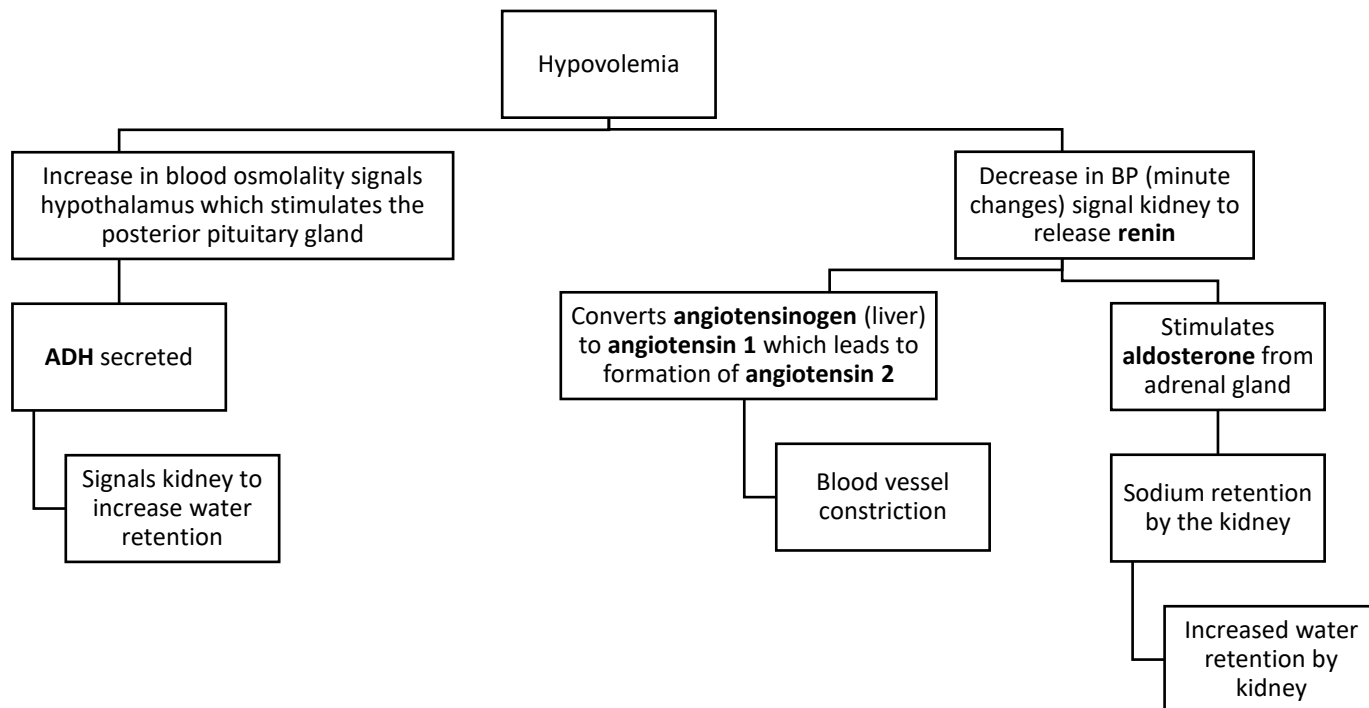 Hypovolemia
Increase in blood osmolality signals
hypothalamus which stimulates the
posterior pituitary gland
Decrease in BP (minute
changes) signal kidney to
release renin
ADH secreted
Converts angiotensinogen (liver)
to angiotensin 1 which leads to
formation of angiotensin 2
Stimulates
aldosterone from
adrenal gland
Signals kidney to
increase water
retention
Blood vessel
constriction
Sodium retention
by the kidney
Increased water
retention by
kidney